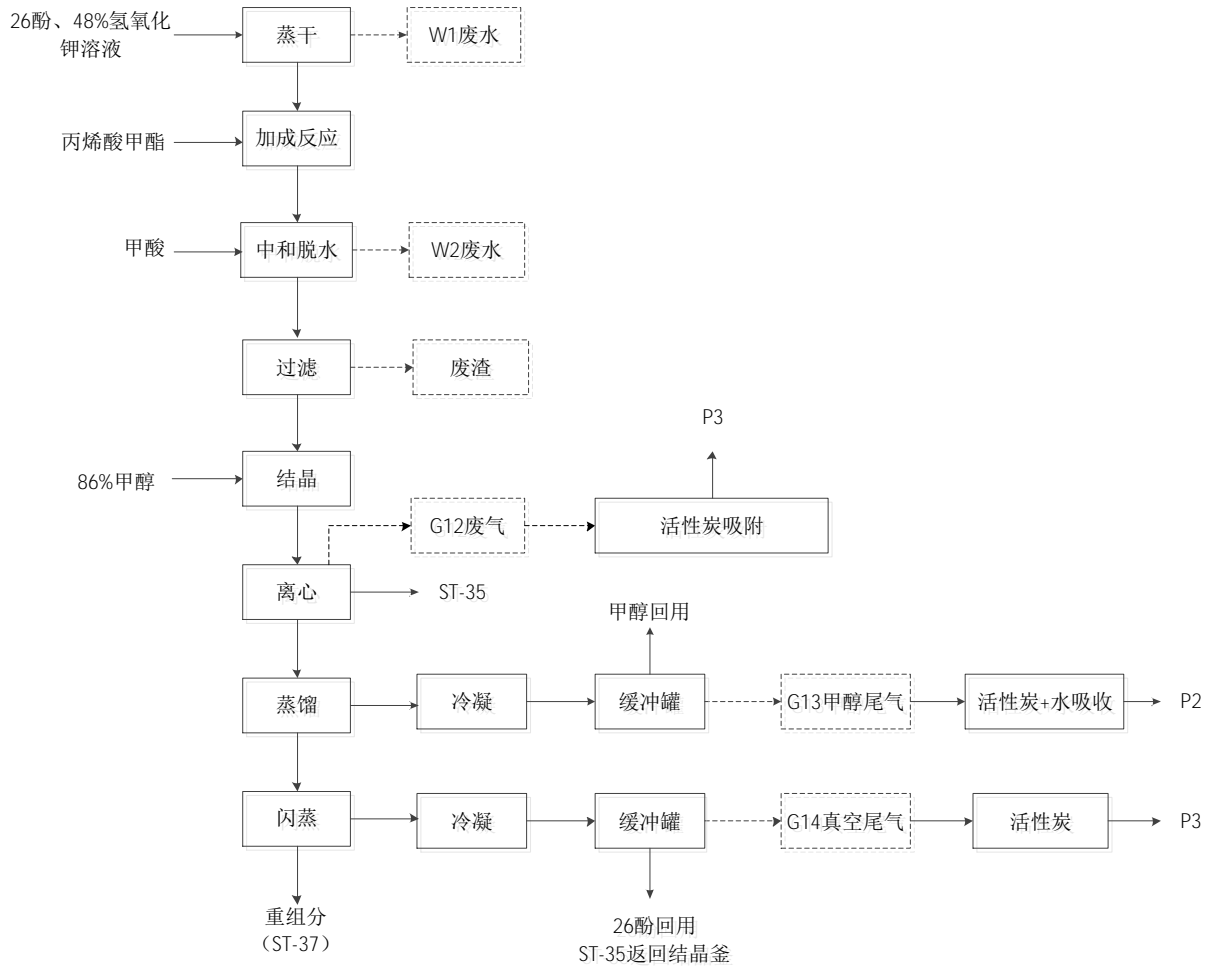 26酚、48%氢氧化
钾溶液
蒸干
W1废水
丙烯酸甲酯
加成反应
甲酸
中和脱水
W2废水
过滤
废渣
P3
86%甲醇
结晶
G12废气
活性炭吸附
离心
ST-35
甲醇回用
蒸馏
冷凝
缓冲罐
G13甲醇尾气
活性炭+水吸收
P2
闪蒸
冷凝
缓冲罐
G14真空尾气
活性炭
P3
重组分
（ST-37）
26酚回用
ST-35返回结晶釜